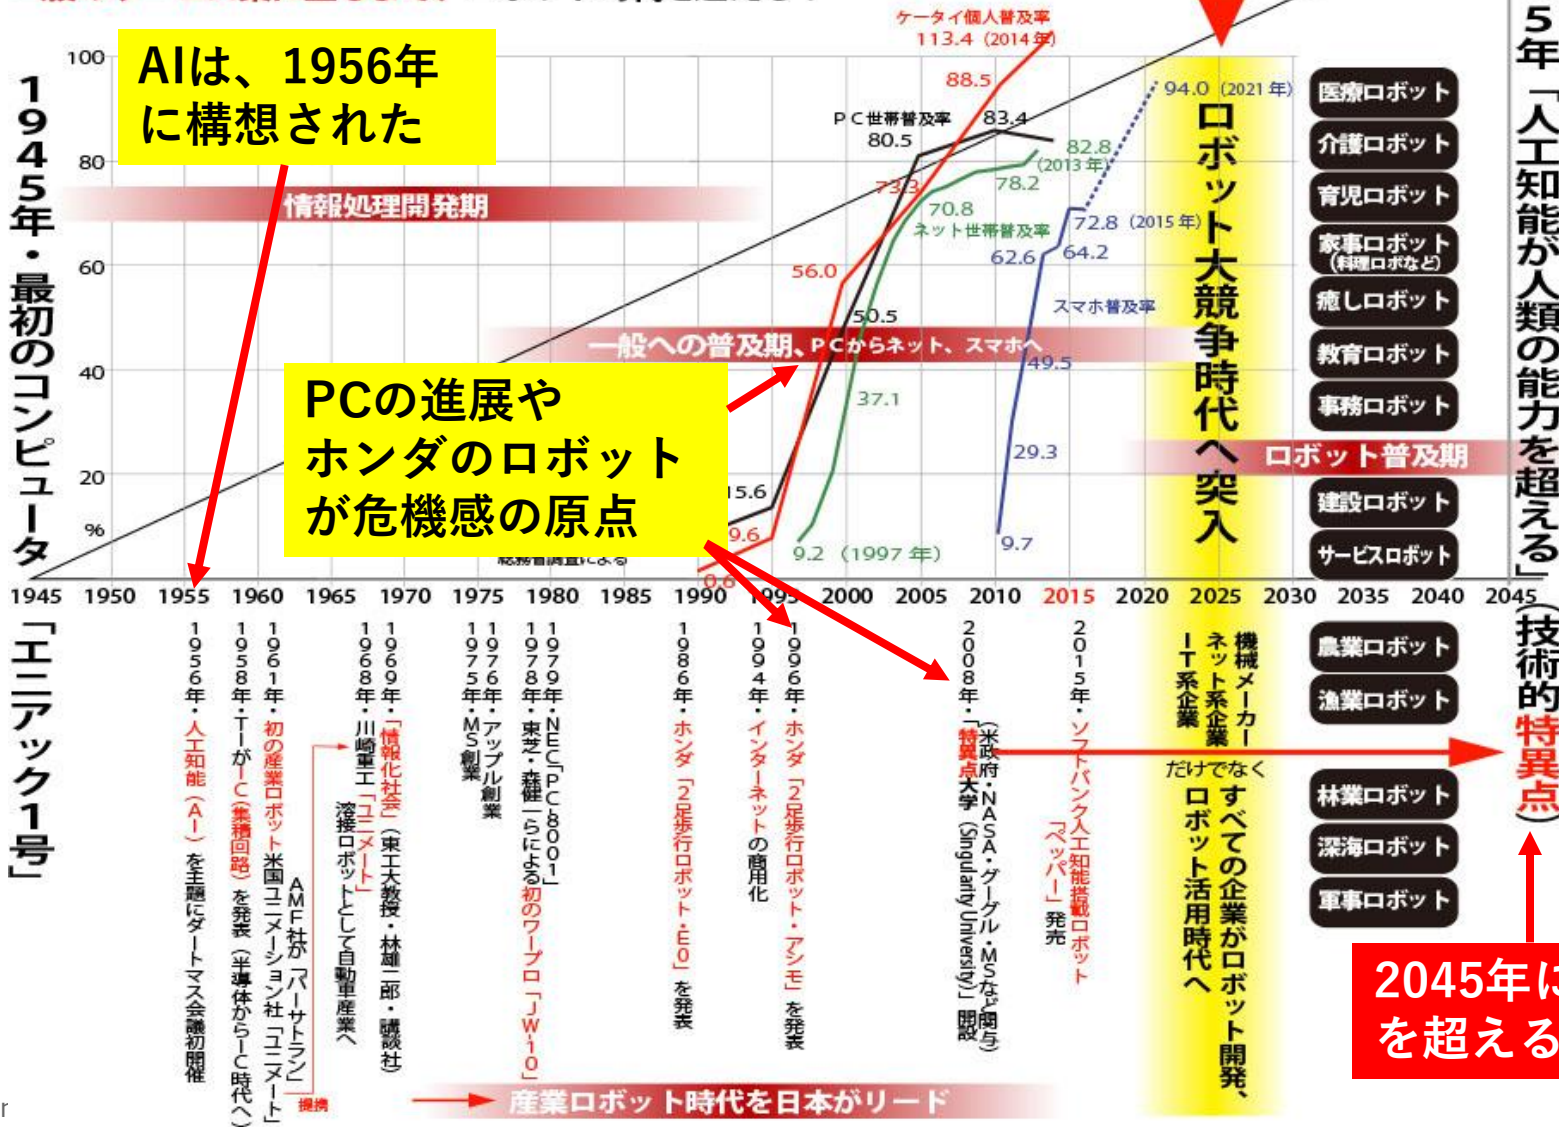 ケータイ個人普及率
113.4（2014年）
100
80
60
40
20
%
AIは、1956年
に構想された
1945年・最初のコンピュータ
「エニアック1号」
情報処理開発期
88.5
PC世帯普及率
80.5
83.4
82.8
（2013年）
73.3
78.2
70.8
ネット世帯普及率
94.0（2021年）
72.8（2015年）
62.6
64.2
スマホ普及率
56.0
50.5
一般への普及期、PCからネット、スマホへ
49.5
37.1
29.3
PCの進展や
ホンダのロボット
が危機感の原点
15.6
9.6
0.6
9.2（1997年）
9.7
総務省調査による
ロボット大競争時代へ突入
ロボット普及期
医療ロボット
介護ロボット
育児ロボット
家事ロボット
（料理ロボなど）
癒しロボット
教育ロボット
事務ロボット
建設ロボット
サービスロボット
5年「人工知能が人類の能力を超える」（技術的特異点）
1945 1950 1955 1960 1965 1970 1975 1980 1985 1990 1995 2000 2005 2010 2015 2020 2025 2030 2035 2040 2045
1956年・人工知能（AI）を主題にダートマス会議初開催
1958年・TIがIC（集積回路）を発表（半導体からIC時代へ）
1961年・初の産業ロボット米国ユニメーション社「ユニメート」
AMF社が「バーサトラン」
提携
1968年・川崎重工「ユニメート」
溶接ロボットとして自動車産業へ
1969年・「情報化社会」（東工大教授・林雄二郎・講談社）
1975年・MS創業
1976年・アップル創業
1978年・東芝・森健一らによる初のワープロ「JW-10」
1979年・NEC「PC-8001」
1986年・ホンダ「2足歩行ロボット・E0」を発表
1994年・インターネットの商用化
1996年・ホンダ「2足歩行ロボット・アシモ」を発表
2008年・「特異点大学（Singularity University）」開設
（米政府・NASA・グーグル・MSなど関与）
2015年・ソフトバンク人工知能搭載ロボット
「ペッパー」発売
機械メーカー
ネット系企業
IT系企業
だけでなく
すべての企業がロボット開発、
ロボット活用時代へ
農業ロボット
漁業ロボット
林業ロボット
深海ロボット
軍事ロボット
2045年に
を超える
産業ロボット時代を日本がリード